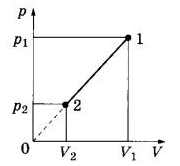 p
p₁ 1
p₂ 2
0 V₂ V₁ V